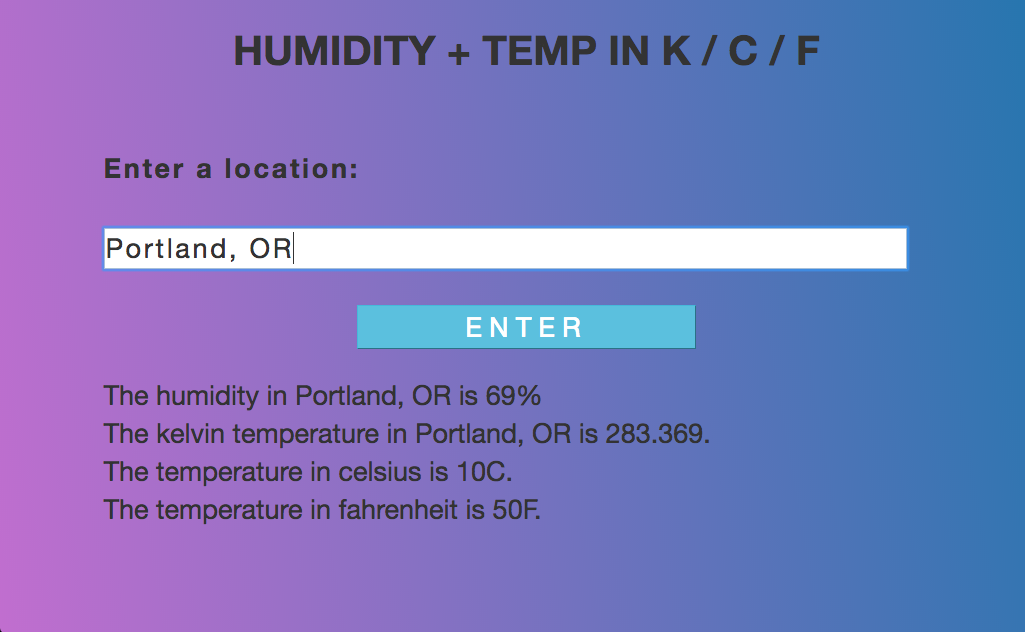 HUMIDITY + TEMP IN K / C / F
Enter a location:
Portland, OR
ENTER
The humidity in Portland, OR is 69%
The kelvin temperature in Portland, OR is 283.369.
The temperature in celsius is 10C.
The temperature in fahrenheit is 50F.